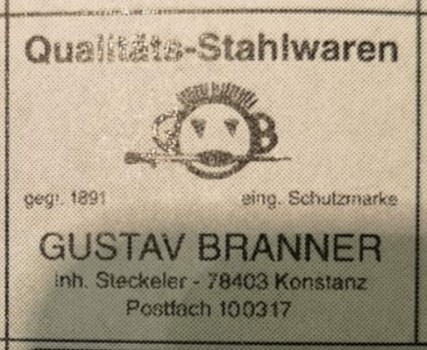 Qualitäts-Stahlwaren
G B
gegr. 1891 eing. Schutzmarke
GUSTAV BRANNER
Inh. Steckeler - 78403 Konstanz
Postfach 100317